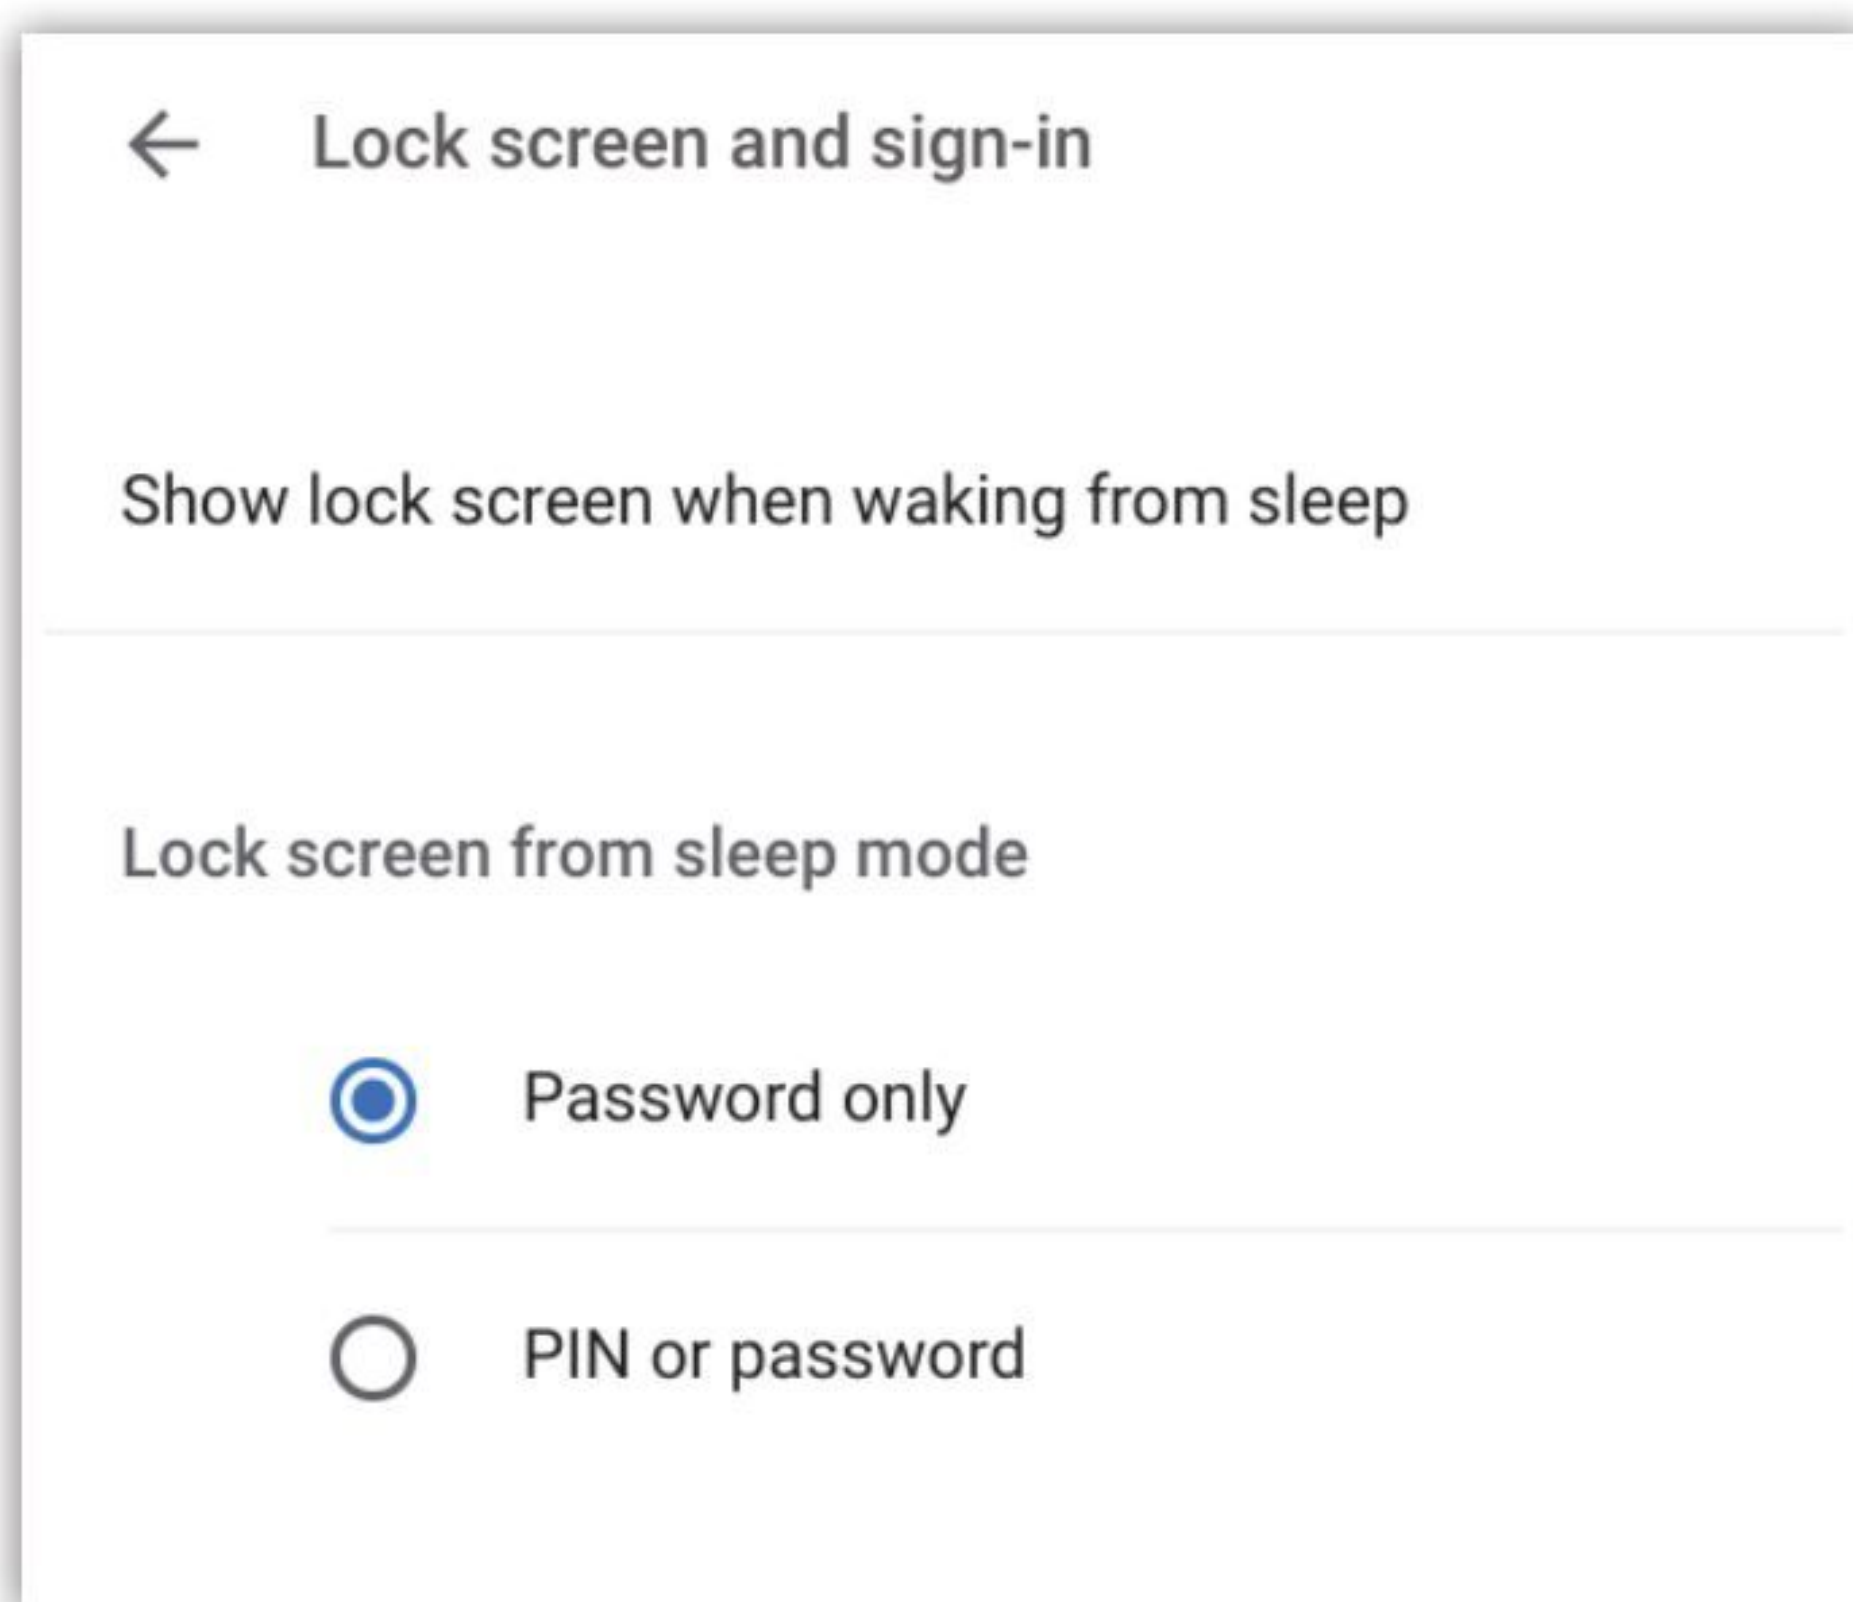 Lock screen and sign-in
Show lock screen when waking from sleep
Lock screen from sleep mode
Password only
PIN or password